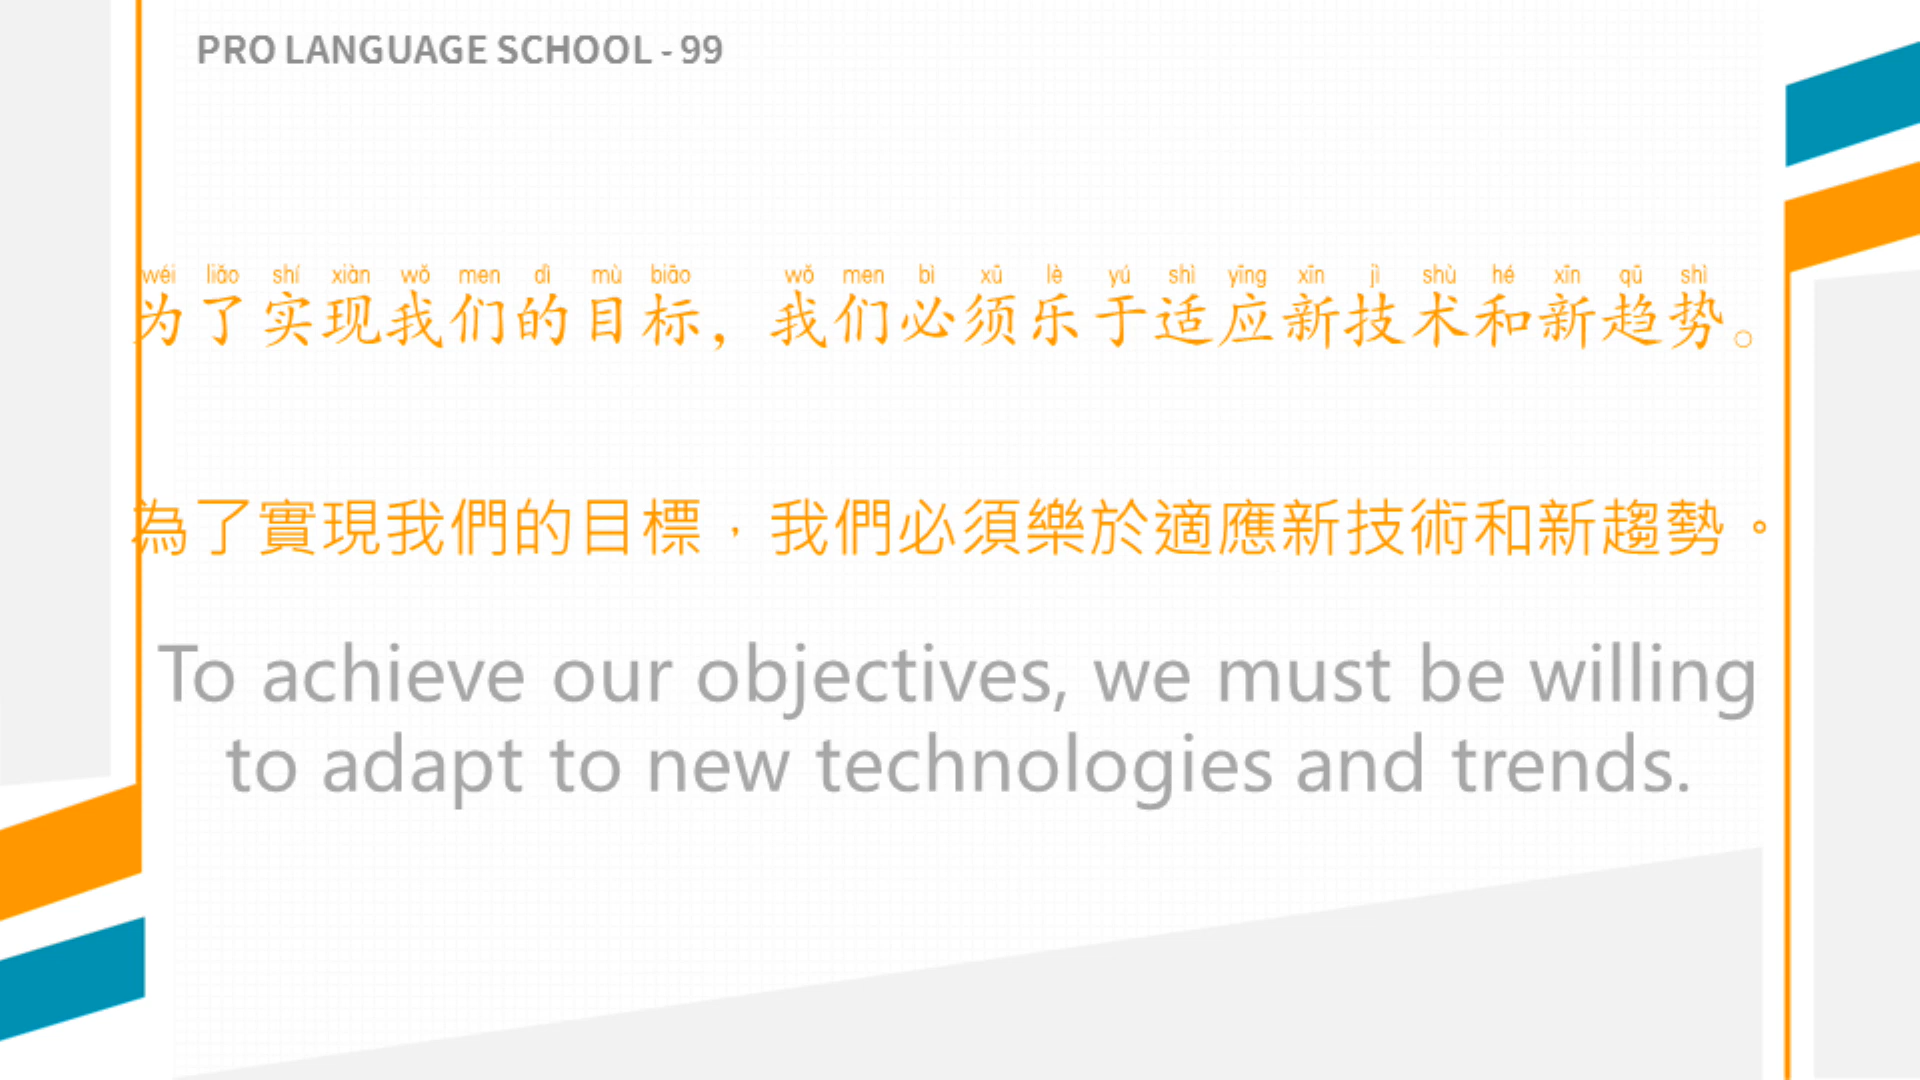 PRO LANGUAGE SCHOOL - 99
wéi liǎo shí xiàn wǒ men dì mù biāo wǒ men bì xū lè yú shì yīng xīn jì shù hé xīn qū shì
为了实现我们的目标，我们必须乐于适应新技术和新趋势。
為了實現我們的目標，我們必須樂於適應新技術和新趨勢。
To achieve our objectives, we must be willing
to adapt to new technologies and trends.